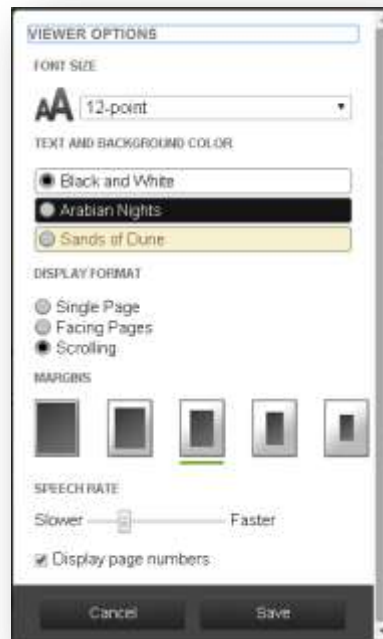 VIEWER OPTIONS
FONT SIZE
AA 12-point
TEXT AND BACKGROUND COLOR
Black and White
Arabian Nights
Sands of Dune
DISPLAY FORMAT
Single Page
Facing Pages
Scrolling
MARGINS
SPEECH RATE
Slower Faster
Display page numbers
Cancel Save